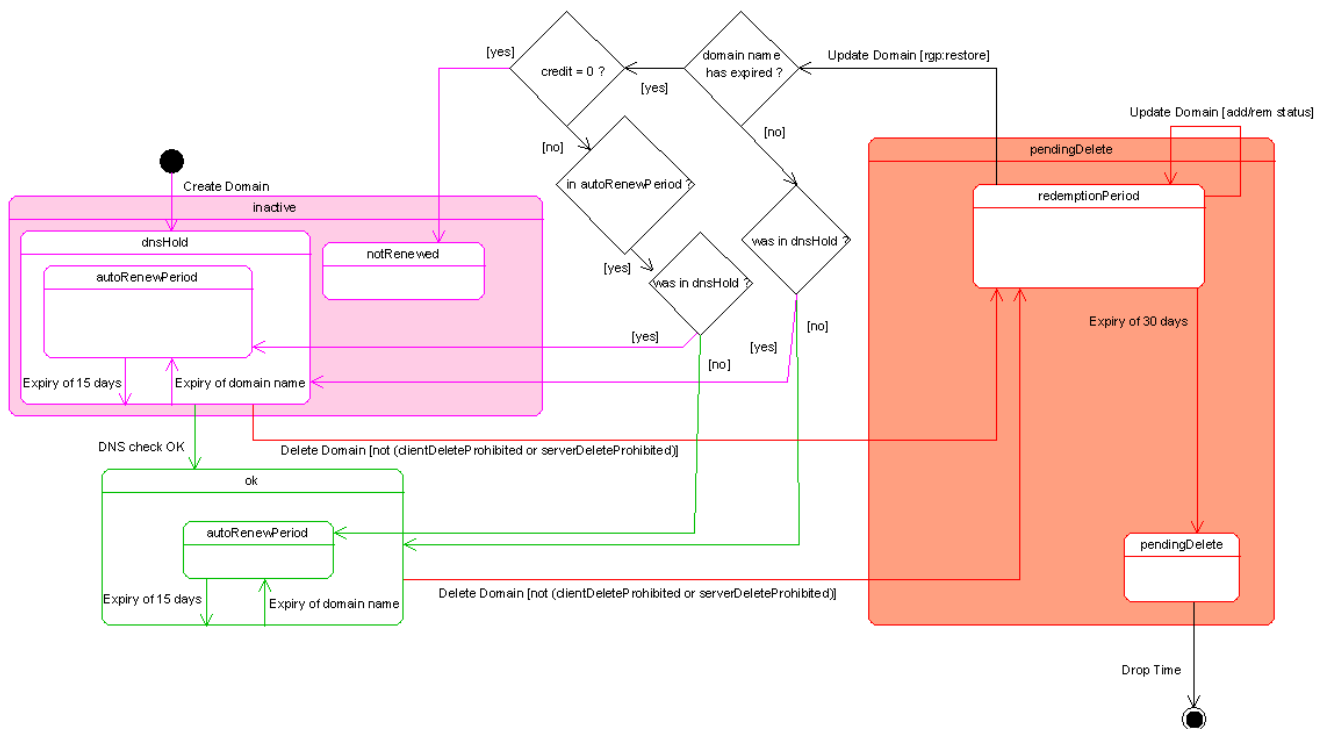 [yes]
credit = 0 ?
domain name
has expired ?
Update Domain [rgp:restore]
[yes]
Update Domain [add/rem status]
[no]
[no]
pendingDelete
Create Domain
in autoRenewPeriod ?
redemptionPeriod
inactive
dnsHold
notRenewed
was in dnsHold ?
autoRenewPeriod
[yes]
was in dnsHold ?
Expiry of 30 days
[no]
[yes]
[yes]
[no]
Expiry of 15 days
Expiry of domain name
DNS check OK
Delete Domain [not (clientDeleteProhibited or serverDeleteProhibited)]
ok
autoRenewPeriod
pendingDelete
Expiry of 15 days
Expiry of domain name
Delete Domain [not (clientDeleteProhibited or serverDeleteProhibited)]
Drop Time